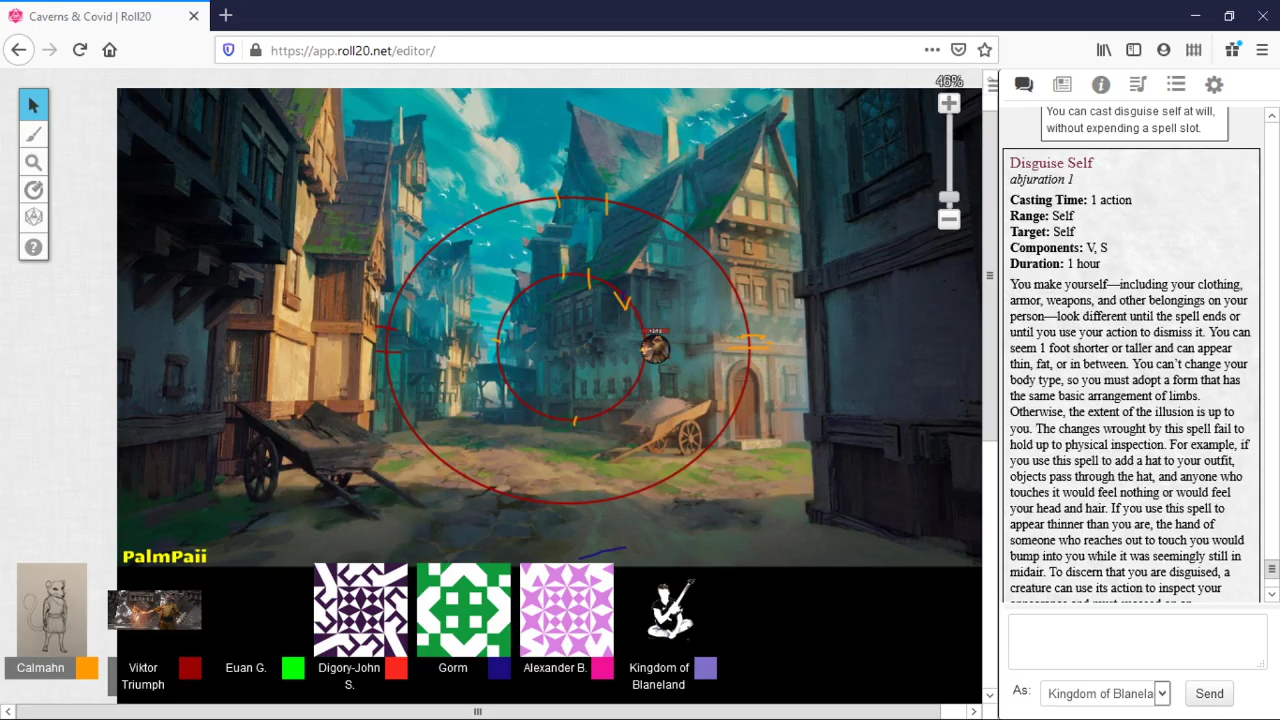 Caverns & Covid | Roll20
https://app.roll20.net/editor/
46%
You can cast disguise self at will,
without expending a spell slot.
Disguise Self
abjuration 1
Casting Time: 1 action
Range: Self
Target: Self
Components: V, S
Duration: 1 hour
You make yourself—including your clothing,
armor, weapons, and other belongings on your
person—look different until the spell ends or
until you use your action to dismiss it. You can
seem 1 foot shorter or taller and can appear
thin, fat, or in between. You can't change your
body type, so you must adopt a form that has
the same basic arrangement of limbs.
Otherwise, the extent of the illusion is up to
you. The changes wrought by this spell fail to
hold up to physical inspection. For example, if
you use this spell to add a hat to your outfit,
objects pass through the hat, and anyone who
touches it would feel nothing or would feel
your head and hair. If you use this spell to
appear thinner than you are, the hand of
someone who reaches out to touch you would
bump into you while it was seemingly still in
midair. To discern that you are disguised, a
creature can use its action to inspect your
PalmPaii
Calmahn
Viktor
Triumph
Euan G.
Digory-John
S.
Gorm
Alexander B.
Kingdom of
Blaneland
As:
Kingdom of Blanela
Send